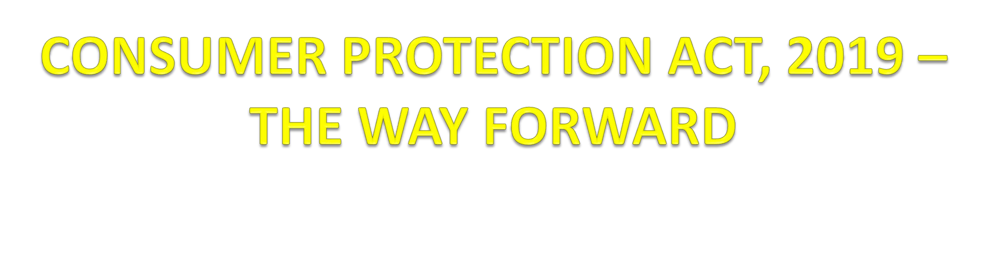 CONSUMER PROTECTION ACT, 2019 –
THE WAY FORWARD